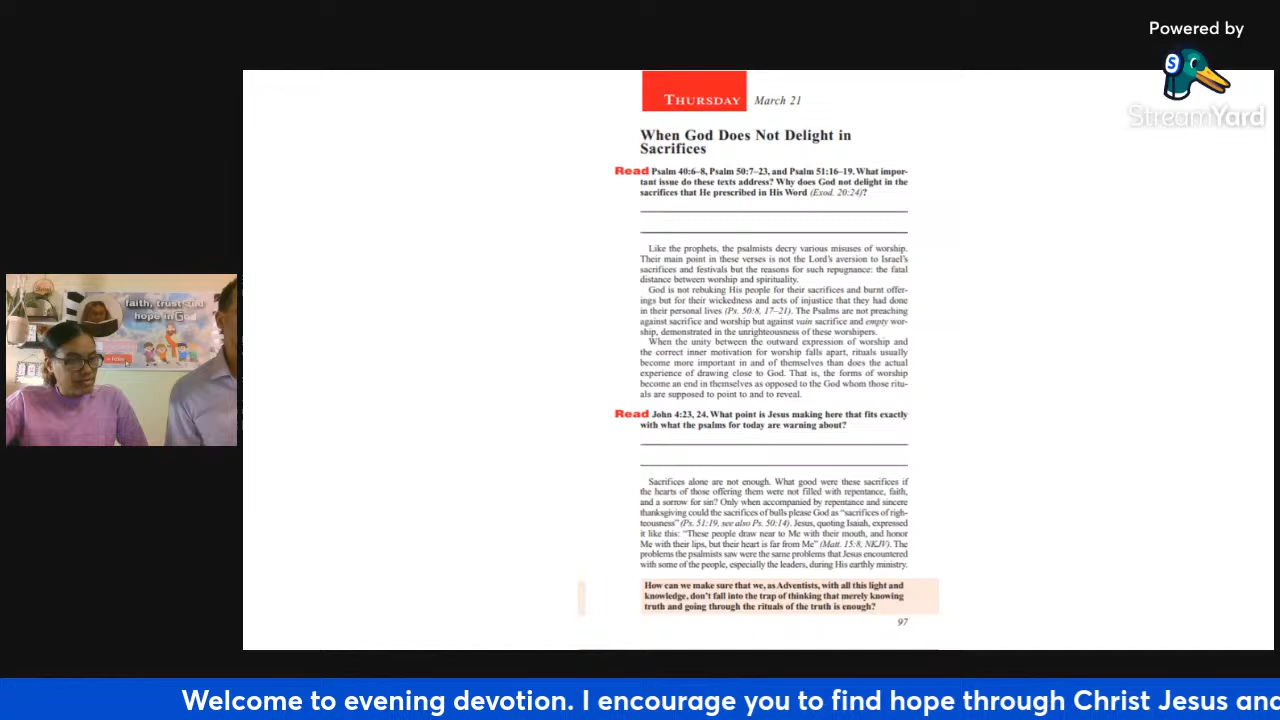 Powered by
StreamYard
THURSDAY March 21
When God Does Not Delight in
Sacrifices
Read Psalm 40:6–8, Psalm 50:7–23, and Psalm 51:16–19. What impor-
tant issue do these texts address? Why does God not delight in the
sacrifices that He prescribed in His Word (Exod. 20:24)?
Like the prophets, the psalmists decry various misuses of worship.
Their main point in these verses is not the Lord's aversion to Israel's
sacrifices and festivals but the reasons for such repugnance: the fatal
distance between worship and spirituality.
God is not rebuking His people for their sacrifices and burnt offer-
ings but for their wickedness and acts of injustice that they had done
in their personal lives (Ps. 50:8, 17–21). The Psalms are not preaching
against sacrifice and worship but against vain sacrifice and empty wor-
ship, demonstrated in the unrighteousness of these worshipers.
When the unity between the outward expression of worship and
the correct inner motivation for worship falls apart, rituals usually
become more important in and of themselves than does the actual
experience of drawing close to God. That is, the forms of worship
become an end in themselves as opposed to the God whom those ritu-
als are supposed to point to and to reveal.
Read John 4:23, 24. What point is Jesus making here that fits exactly
with what the psalms for today are warning about?
Sacrifices alone are not enough. What good were these sacrifices if
the hearts of those offering them were not filled with repentance, faith,
and a sorrow for sin? Only when accompanied by repentance and sincere
thanksgiving could the sacrifices of bulls please God as "sacrifices of righ-
teousness" (Ps. 51:19, see also Ps. 50:14). Jesus, quoting Isaiah, expressed
it like this: "These people draw near to Me with their mouth, and honor
Me with their lips, but their heart is far from Me" (Matt. 15:8, NKJV). The
problems the psalmists saw were the same problems that Jesus encountered
with some of the people, especially the leaders, during His earthly ministry.
How can we make sure that we, as Adventists, with all this light and
knowledge, don't fall into the trap of thinking that merely knowing
truth and going through the rituals of the truth is enough?
97
faith, trust and
hope in God
Welcome to evening devotion. I encourage you to find hope through Christ Jesus and